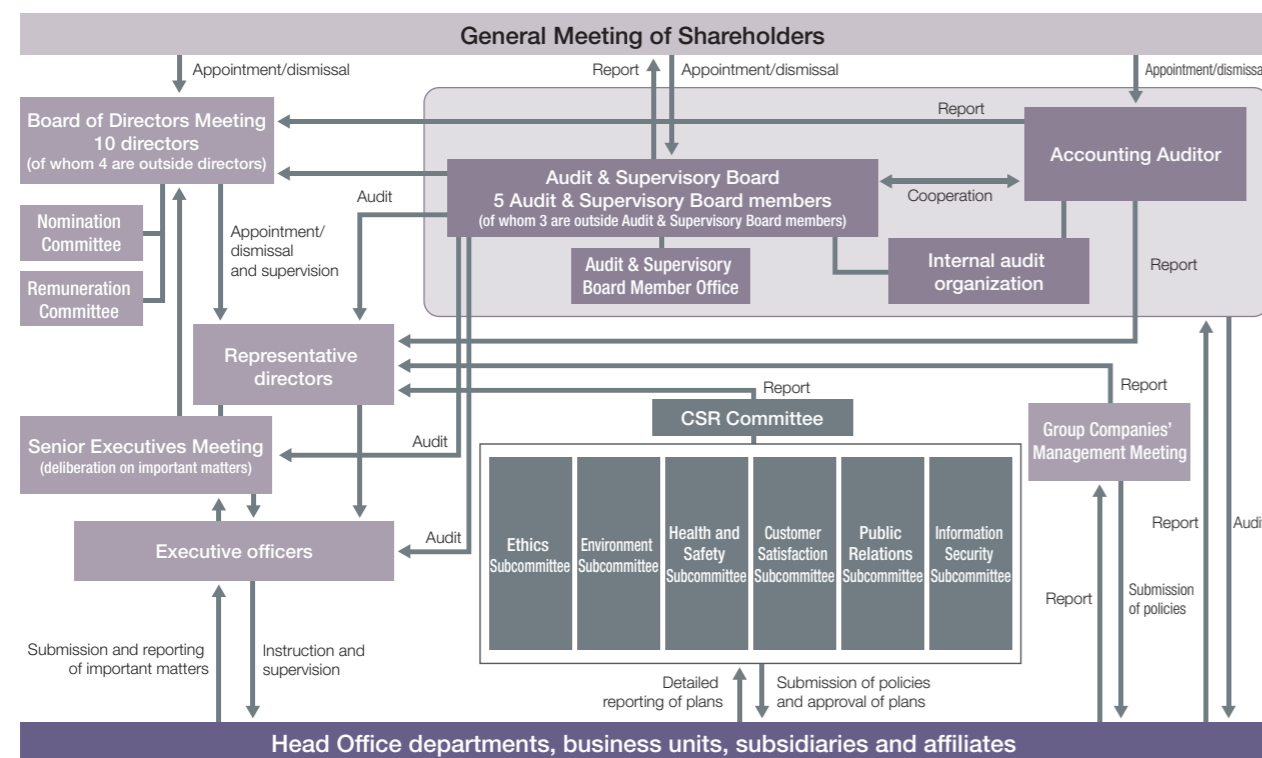 General Meeting of Shareholders
Appointment/dismissal
Report
Appointment/dismissal
Appointment/dismissa
Board of Directors Meeting
10 directors
(of whom 4 are outside directors)
Report
Accounting Auditor
Audit & Supervisory Board
5 Audit & Supervisory Board members
(of whom 3 are outside Audit & Supervisory Board members)
Cooperation
Audit
Nomination
Committee
Appointment/
dismissal
and supervision
Audit & Supervisory
Board Member Office
Internal audit
organization
Report
Remuneration
Committee
Representative
directors
Report
Report
CSR Committee
Group Companies'
Management Meeting
Senior Executives Meeting
(deliberation on important matters)
Audit
Executive officers
Audit
Ethics
Subcommittee
Environment
Subcommittee
Health and
Safety
Subcommittee
Customer
Satisfaction
Subcommittee
Public
Relations
Subcommittee
Information
Security
Subcommittee
Report
Audi
Report
Submission
of policies
Submission and reporting
of important matters
Instruction and
supervision
Detailed
reporting of plans
Submission of policies
and approval of plans
Head Office departments, business units, subsidiaries and affiliates